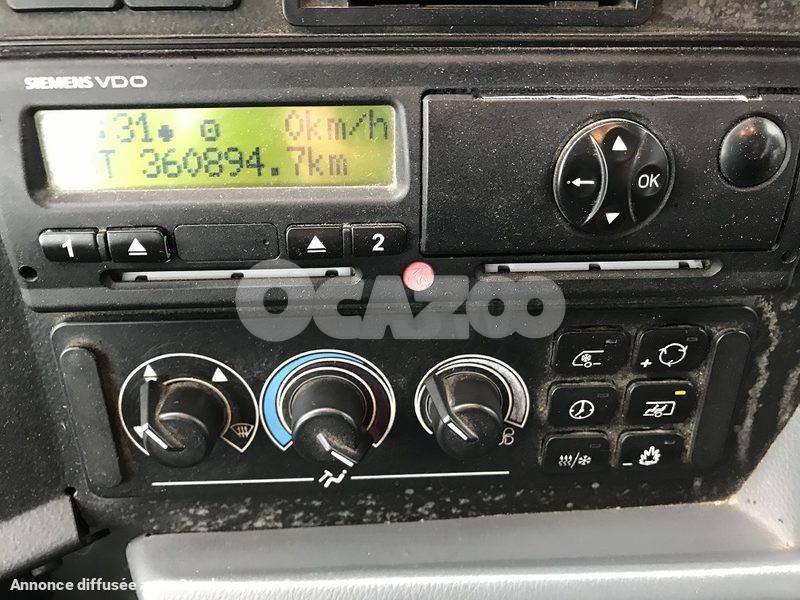 SIEMENS VDO
:31 0km/h
T 360894.7km
1 2
OK
OCAZOO
Annonce diffusée